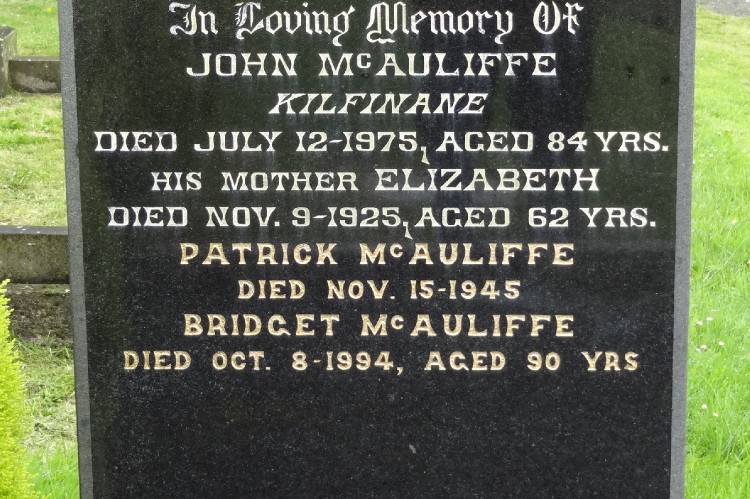 In Loving Memory Of
JOHN McAULIFFE
KILFINANE
DIED JULY 12-1975, AGED 84 YRS.
HIS MOTHER ELIZABETH
DIED NOV. 9-1925, AGED 62 YRS.
PATRICK McAULIFFE
DIED NOV. 15-1945
BRIDGET McAULIFFE
DIED OCT. 8-1994, AGED 90 YRS